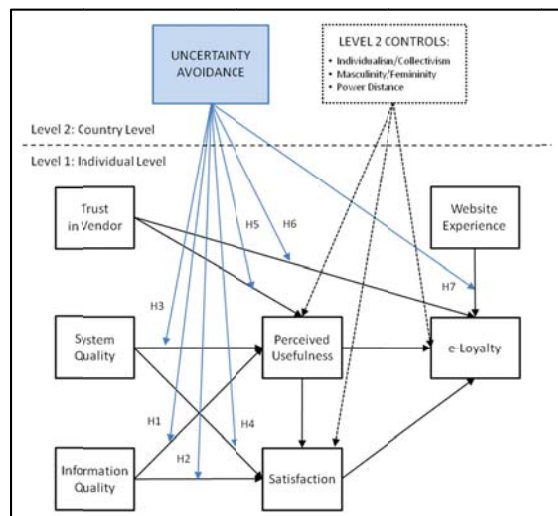 UNCERTAINTY
AVOIDANCE
LEVEL 2 CONTROLS:
• Individualism/Collectivism
• Masculinity/Femininity
• Power Distance
Level 2: Country Level
Level 1: Individual Level
Trust
in Vendor
H5
H6
Website
Experience
H7
H3
System
Quality
Perceived
Usefulness
e-Loyalty
H1
H4
H2
Information
Quality
Satisfaction